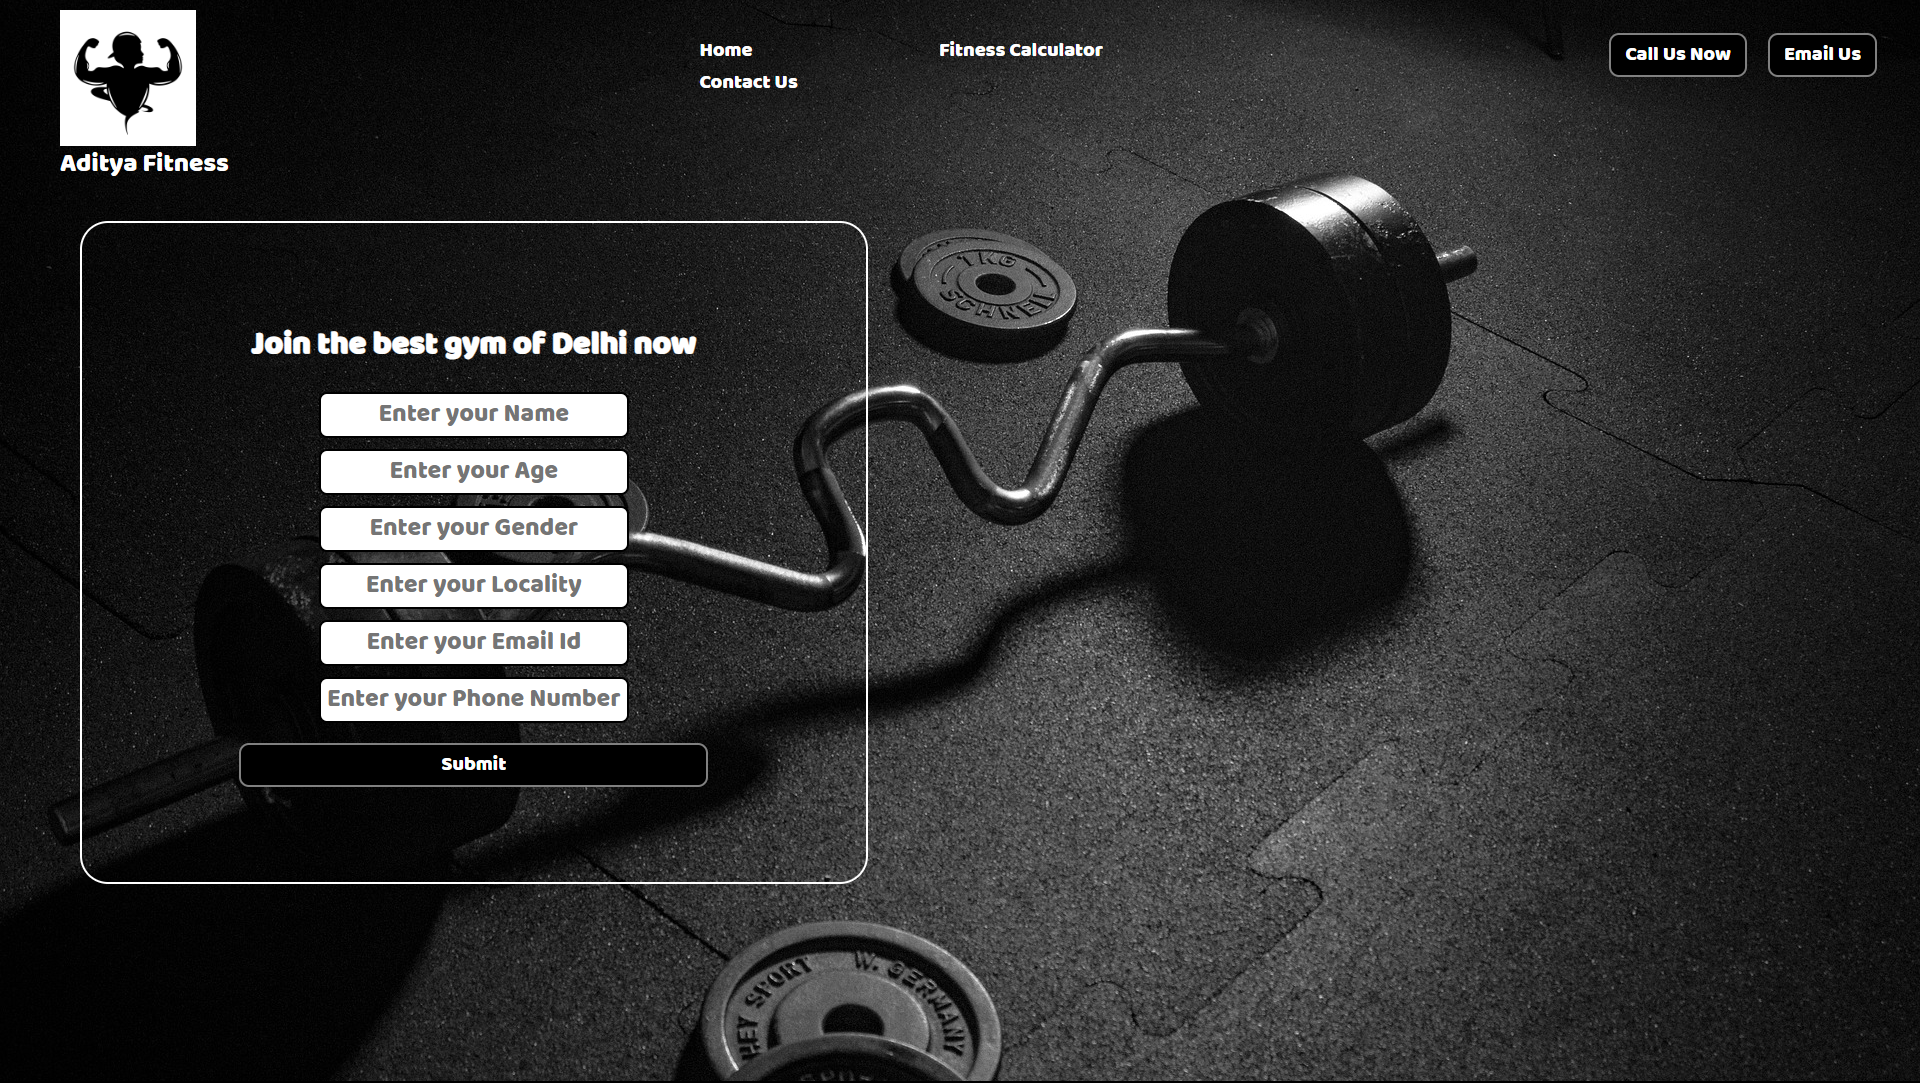 Home
Fitness Calculator
Contact Us
Call Us Now
Email Us
Aditya Fitness
Join the best gym of Delhi now
Enter your Name
Enter your Age
Enter your Gender
Enter your Locality
Enter your Email Id
Enter your Phone Number
Submit
1 KG
SCHNELL
HEY SPORT
W. GERMANY